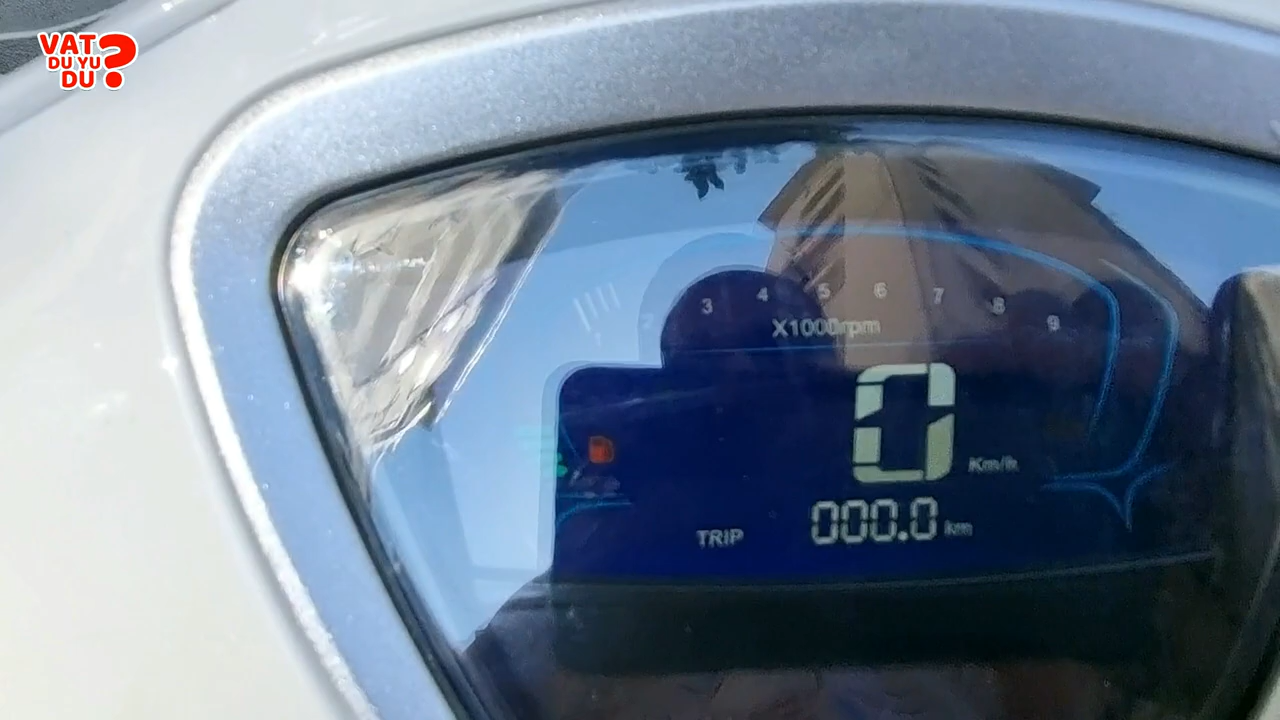 VAT
DU YU
DU?
3 4 5 6 7 8 9
X1000rpm
0 Km/h
TRIP 000.0 km